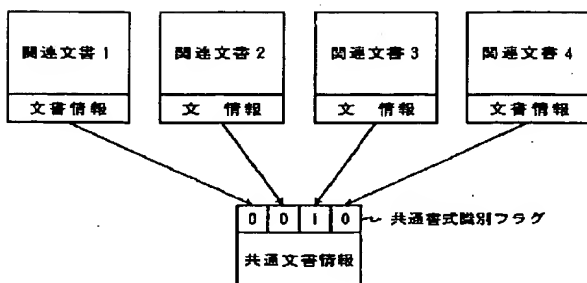 関連文書1 関連文書2 関連文書3 関連文書4
文書情報 文 情報 文 情報 文書情報
0 0 1 0 共通書式識別フラグ
共通文書情報